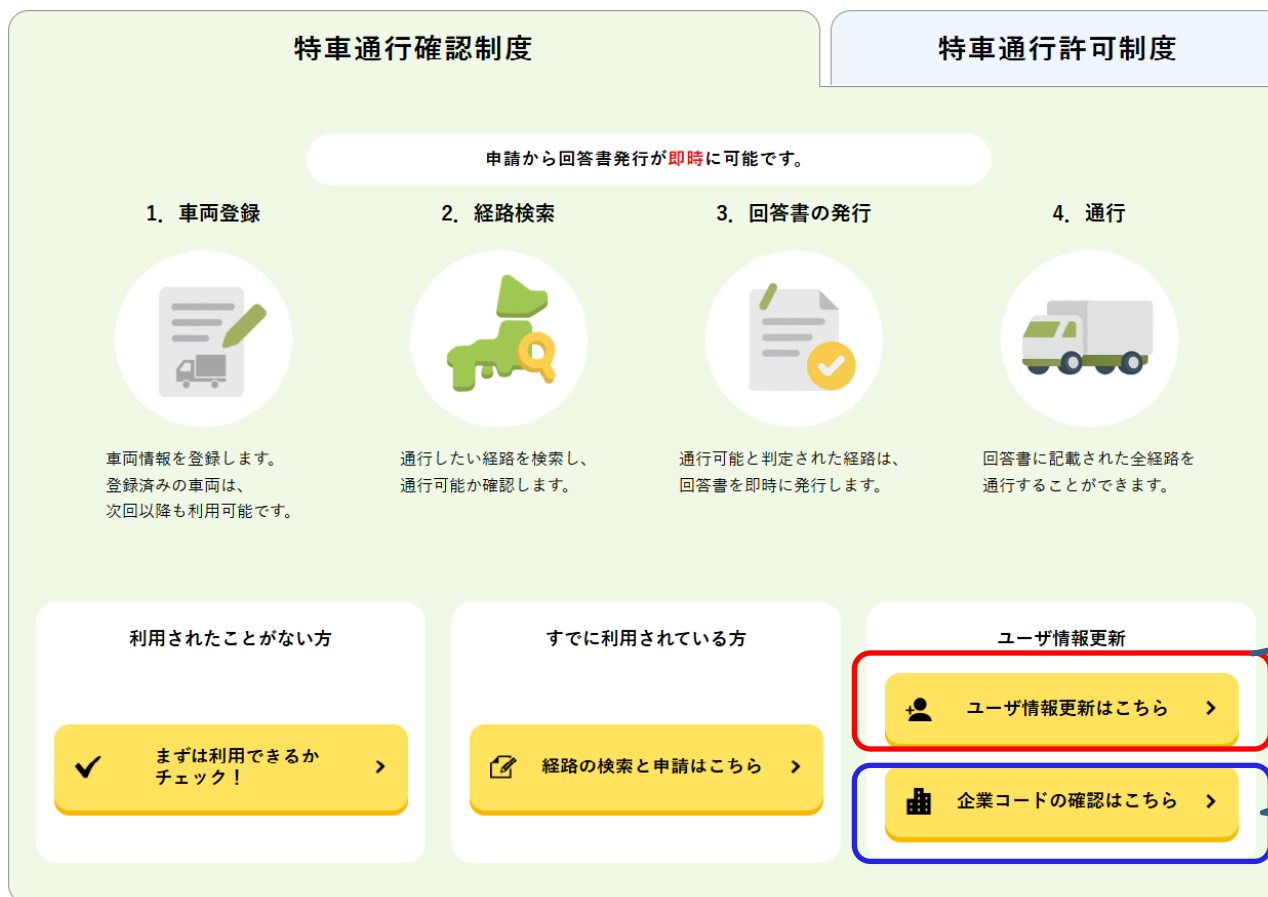 特車通行確認制度
特車通行許可制度
申請から回答書発行が即時に可能です。
1. 車両登録
2. 経路検索
3. 回答書の発行
4. 通行
車両情報を登録します。
登録済みの車両は、
次回以降も利用可能です。
通行したい経路を検索し、
通行可能か確認します。
通行可能と判定された経路は、
回答書を即時に発行します。
回答書に記載された全経路を
通行することができます。
利用されたことがない方
まずは利用できるか
チェック！
すでに利用されている方
経路の検索と申請はこちら
ユーザ情報更新
ユーザ情報更新はこちら
企業コードの確認はこちら